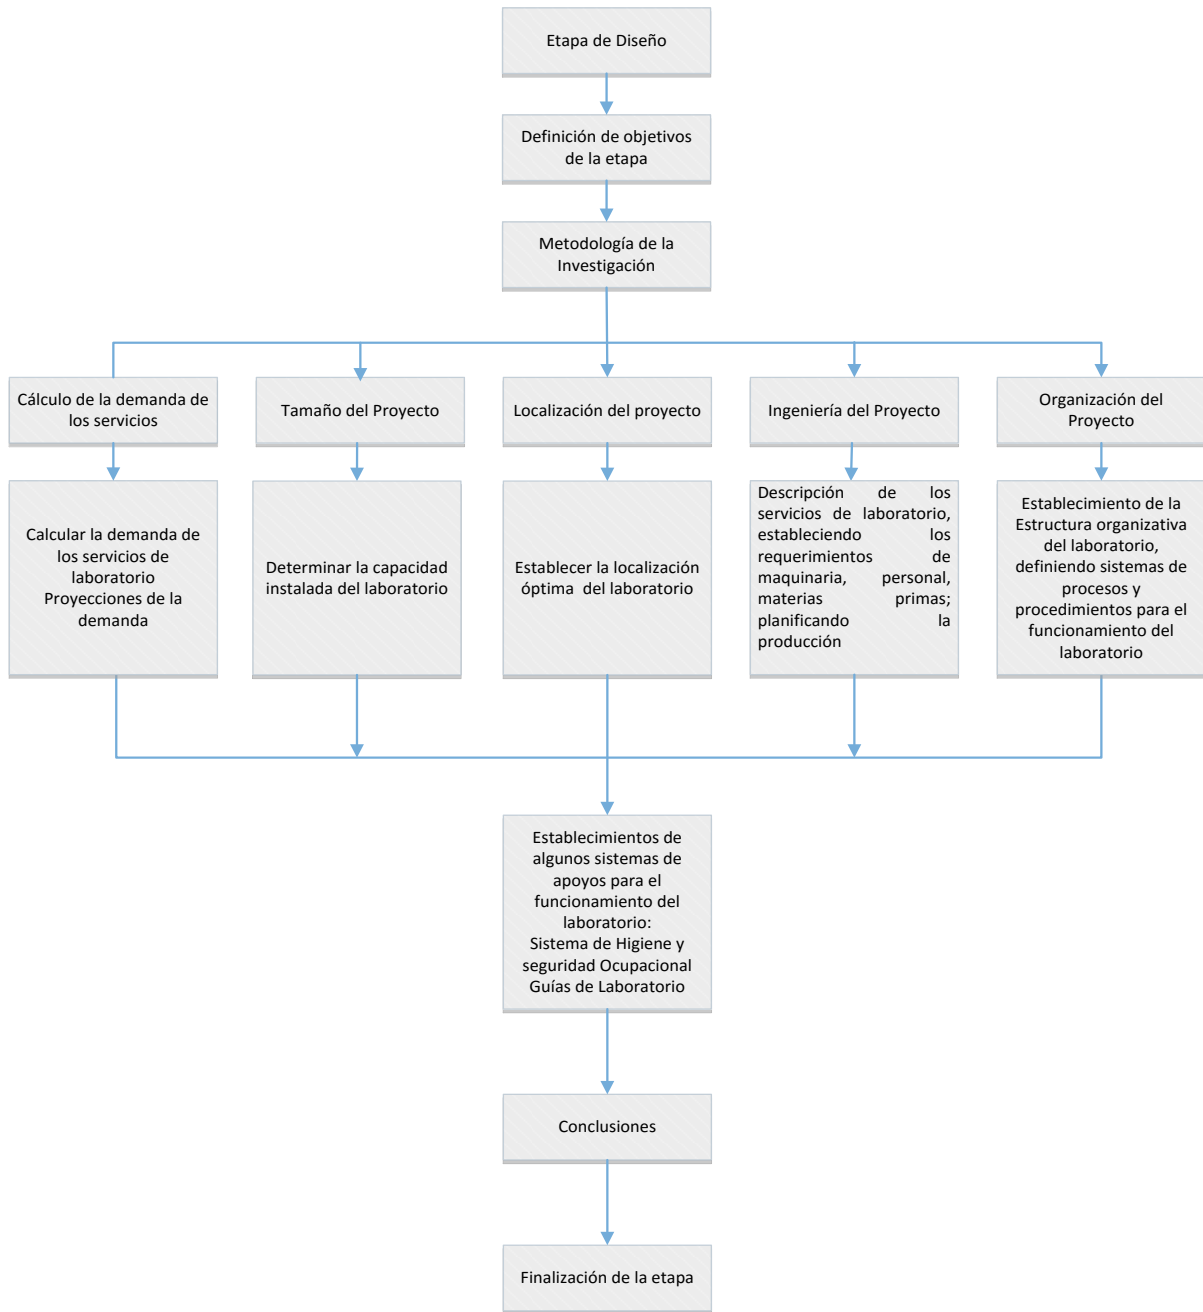 Etapa de Diseño
Definición de objetivos
de la etapa
Metodología de la
Investigación
Cálculo de la demanda de
los servicios
Tamaño del Proyecto
Localización del proyecto
Ingeniería del Proyecto
Organización del
Proyecto
Calcular la demanda de
los servicios de
laboratorio
Proyecciones de la
demanda
Determinar la capacidad
instalada del laboratorio
Establecer la localización
óptima del laboratorio
Descripción de los
servicios de laboratorio,
estableciendo los
requerimientos de
maquinaria, personal,
materias primas;
planificando la
producción
Establecimiento de la
Estructura organizativa
del laboratorio,
definiendo sistemas de
procesos y
procedimientos para el
funcionamiento del
laboratorio
Establecimientos de
algunos sistemas de
apoyos para el
funcionamiento del
laboratorio:
Sistema de Higiene y
seguridad Ocupacional
Guías de Laboratorio
Conclusiones
Finalización de la etapa